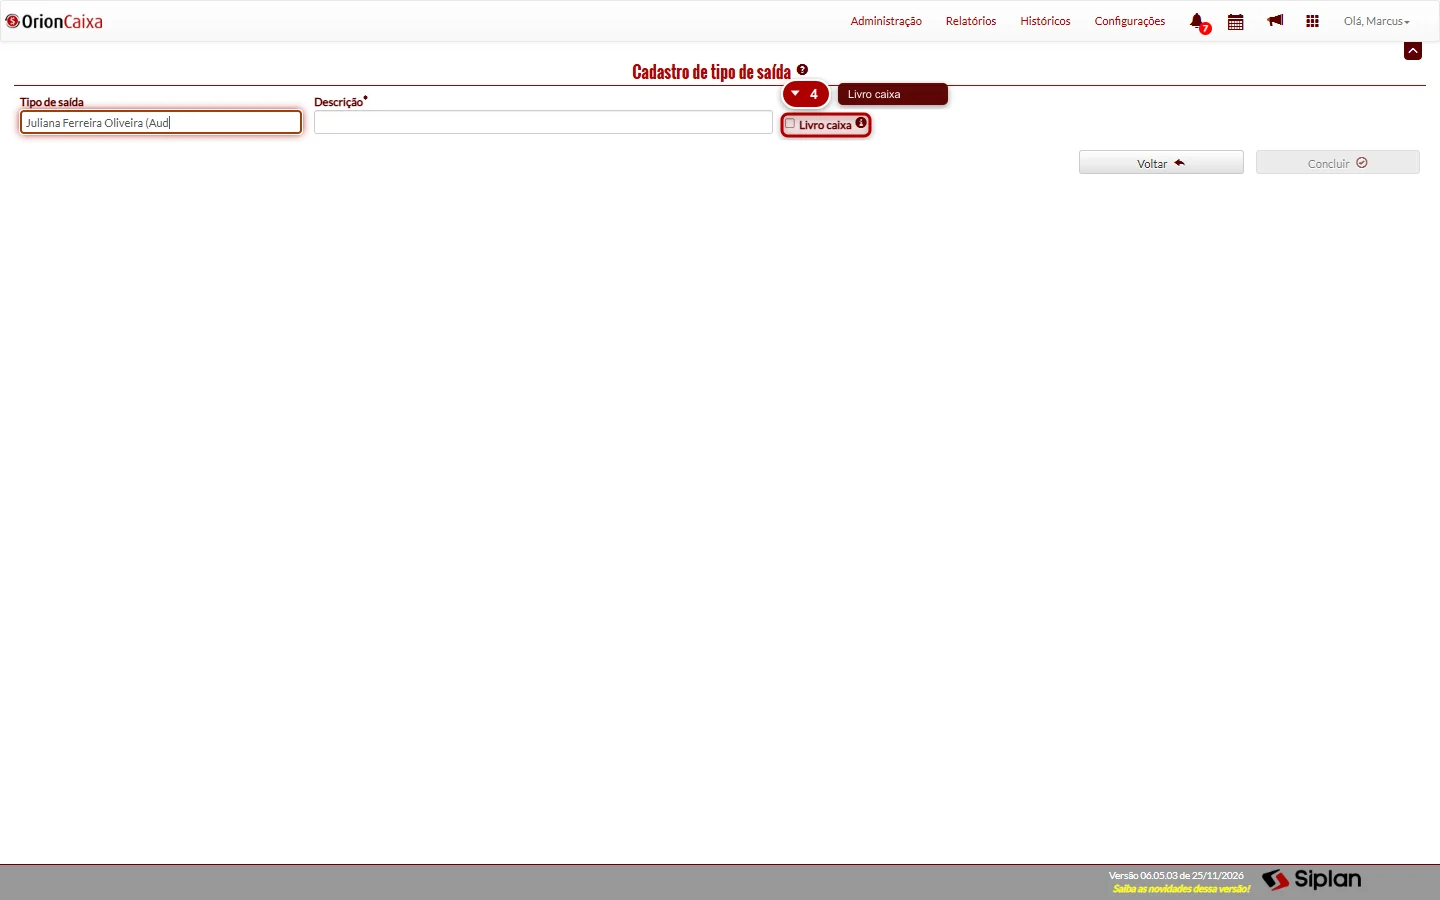 OrionCaixa
Administração Relatórios Históricos Configurações 7 Olá, Marcus
Cadastro de tipo de saída
4 Livro caixa
Tipo de saída Descrição*
Juliana Ferreira Oliveira (Aud Livro caixa
Voltar Concluir
Versão 06.05.03 de 25/11/2026
Saiba as novidades dessa versão!
Siplan